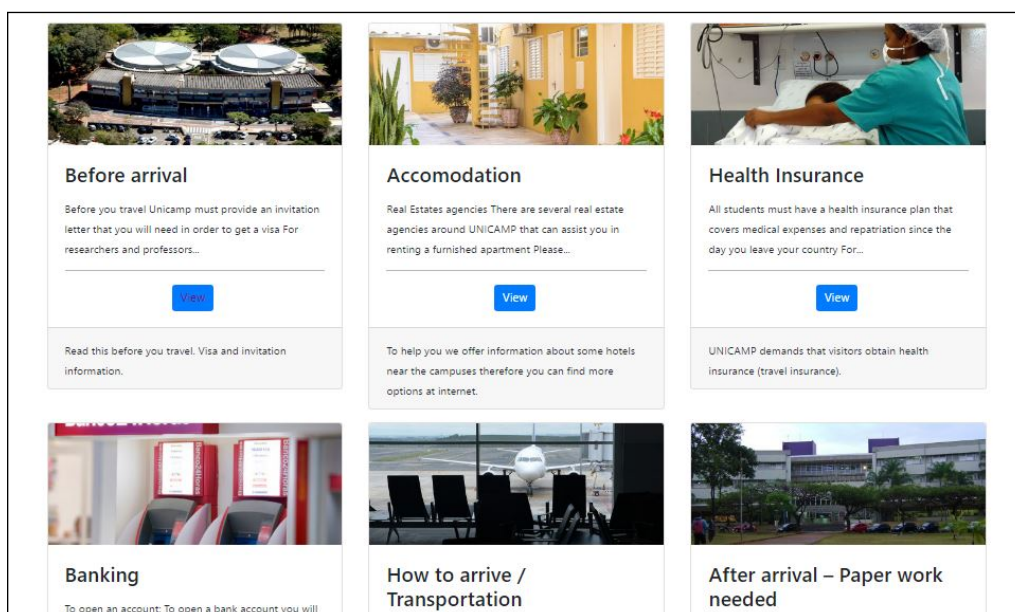 Before arrival
Before you travel Unicamp must provide an invitation
letter that you will need in order to get a visa For
researchers and professors...
View
Read this before you travel. Visa and invitation
information.
Accomodation
Real Estates agencies There are several real estate
agencies around UNICAMP that can assist you in
renting a furnished apartment Please...
View
To help you we offer information about some hotels
near the campuses therefore you can find more
options at internet.
Health Insurance
All students must have a health insurance plan that
covers medical expenses and repatriation since the
day you leave your country For...
View
UNICAMP demands that visitors obtain health
insurance (travel insurance).
Banking
To open an account: To open a bank account you will
How to arrive /
Transportation
After arrival – Paper work
needed